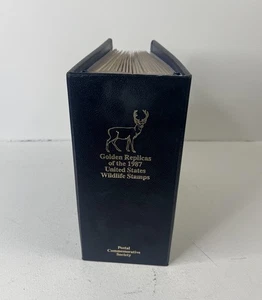 Golden Replicas
of the 1987
United States
Wildlife Stamps
Postal
Commemorative
Society